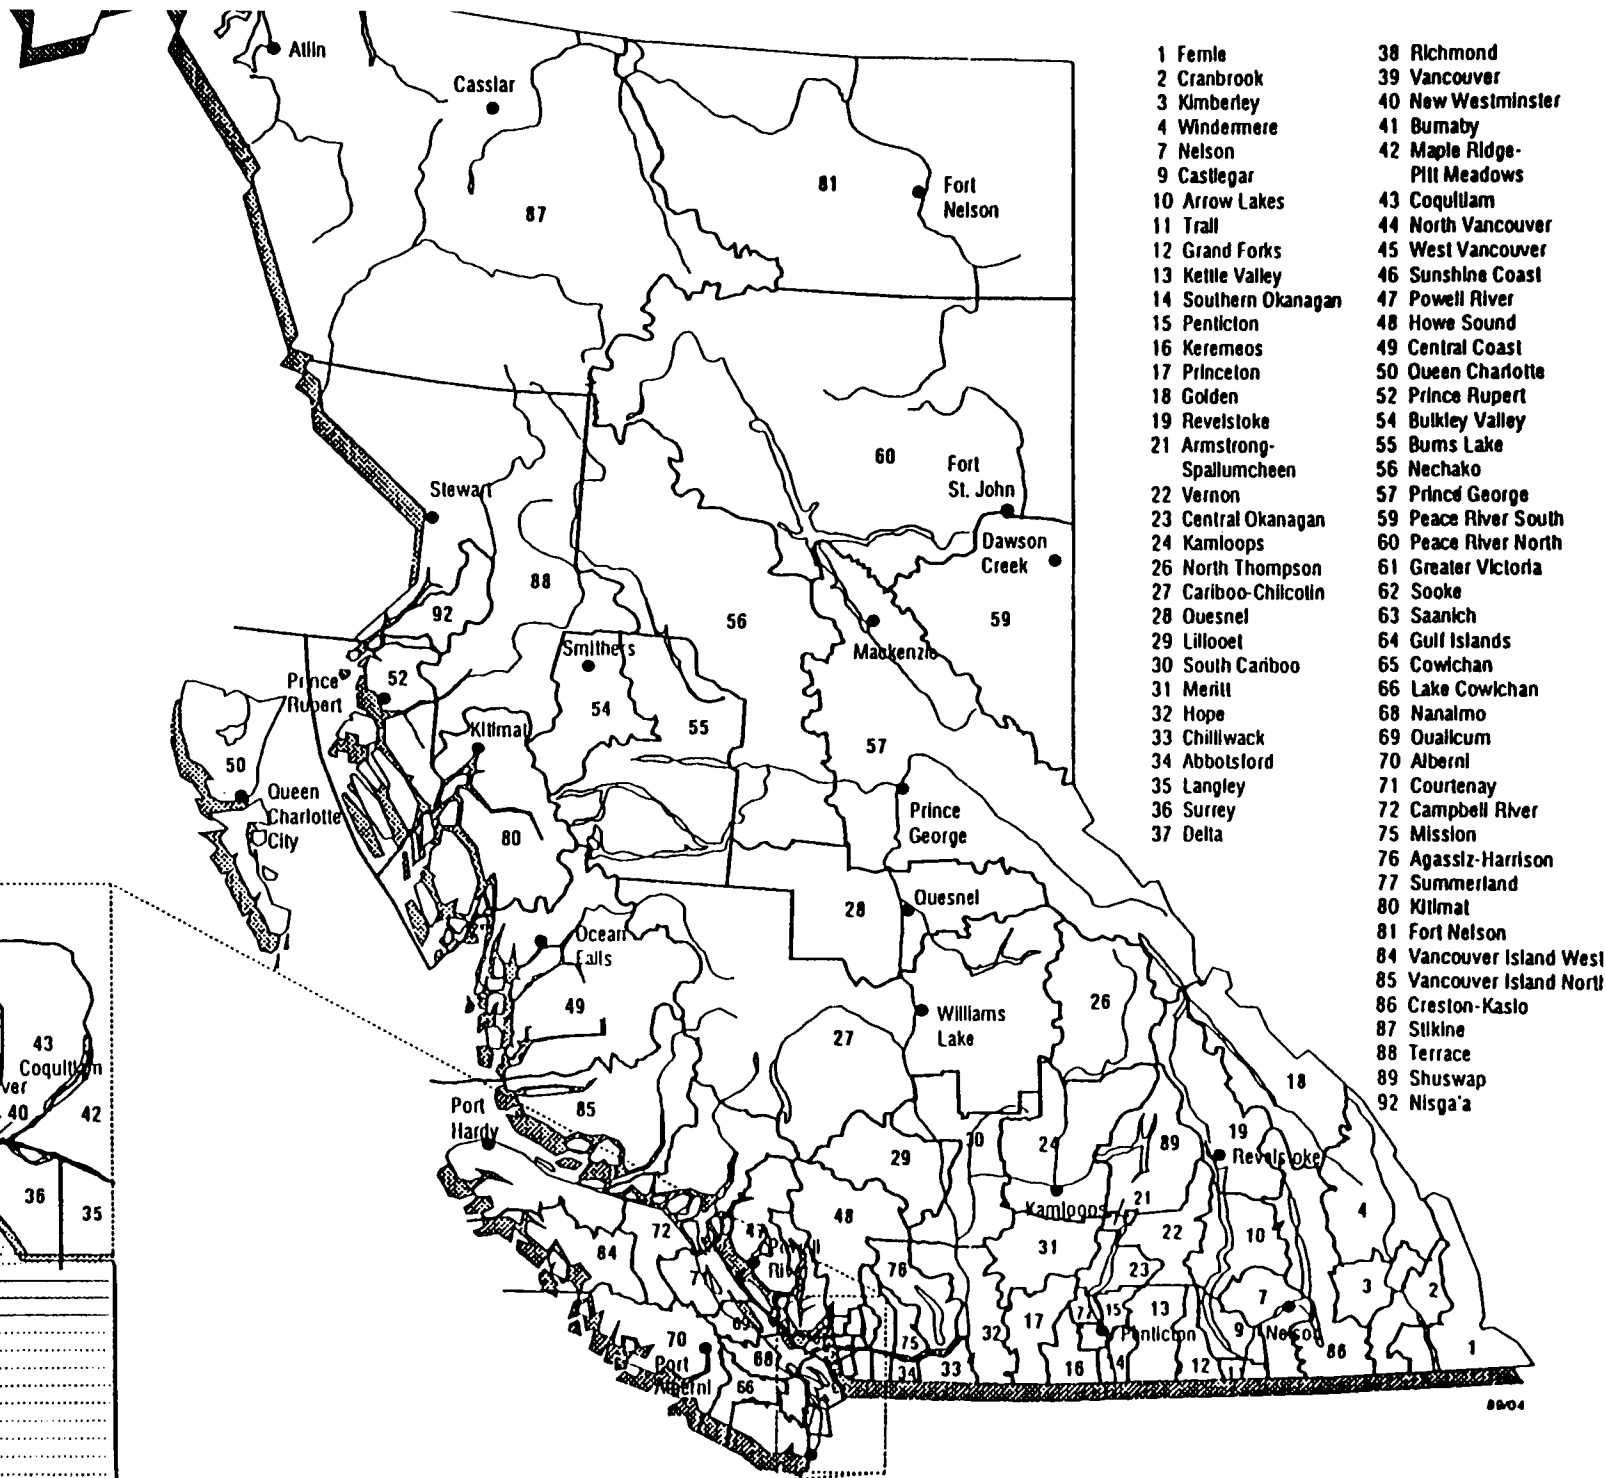 Atlin
Cassiar
87
81
Fort
Nelson
60
Fort
St. John
Dawson
Creek
59
Stewart
88
92
56
Mackenzie
Smithers
Prince
Rupert
52
54
55
Kitimat
57
50
Queen
Charlotte
City
Prince
George
80
28
Quesnel
Ocean
Falls
49
26
Williams
Lake
27
43
Coquitlam
ver
40
42
36
35
18
Port
Hardy
85
30
24
89
19
Revelstoke
29
Kamloops
21
4
72
47
48
31
22
10
84
Powell
River
76
23
7
3
2
17
77
15
13
69
32
Penticton
9
Nelson
86
1
70
Port
Alberni
68
75
34
33
16
14
12
11
66
1 Fernie
2 Cranbrook
3 Kimberley
4 Windermere
7 Nelson
9 Castlegar
10 Arrow Lakes
11 Trail
12 Grand Forks
13 Kettle Valley
14 Southern Okanagan
15 Penticton
16 Keremeos
17 Princeton
18 Golden
19 Revelstoke
21 Armstrong-
Spallumcheen
22 Vernon
23 Central Okanagan
24 Kamloops
26 North Thompson
27 Cariboo-Chilcotin
28 Quesnel
29 Lillooet
30 South Cariboo
31 Merritt
32 Hope
33 Chilliwack
34 Abbotsford
35 Langley
36 Surrey
37 Delta
38 Richmond
39 Vancouver
40 New Westminster
41 Burnaby
42 Maple Ridge-
Pitt Meadows
43 Coquitlam
44 North Vancouver
45 West Vancouver
46 Sunshine Coast
47 Powell River
48 Howe Sound
49 Central Coast
50 Queen Charlotte
52 Prince Rupert
54 Bulkley Valley
55 Burns Lake
56 Nechako
57 Prince George
59 Peace River South
60 Peace River North
61 Greater Victoria
62 Sooke
63 Saanich
64 Gulf Islands
65 Cowichan
66 Lake Cowichan
68 Nanaimo
69 Qualicum
70 Alberni
71 Courtenay
72 Campbell River
75 Mission
76 Agassiz-Harrison
77 Summerland
80 Kitimat
81 Fort Nelson
84 Vancouver Island West
85 Vancouver Island North
86 Creston-Kaslo
87 Stikine
88 Terrace
89 Shuswap
92 Nisga'a
89/04